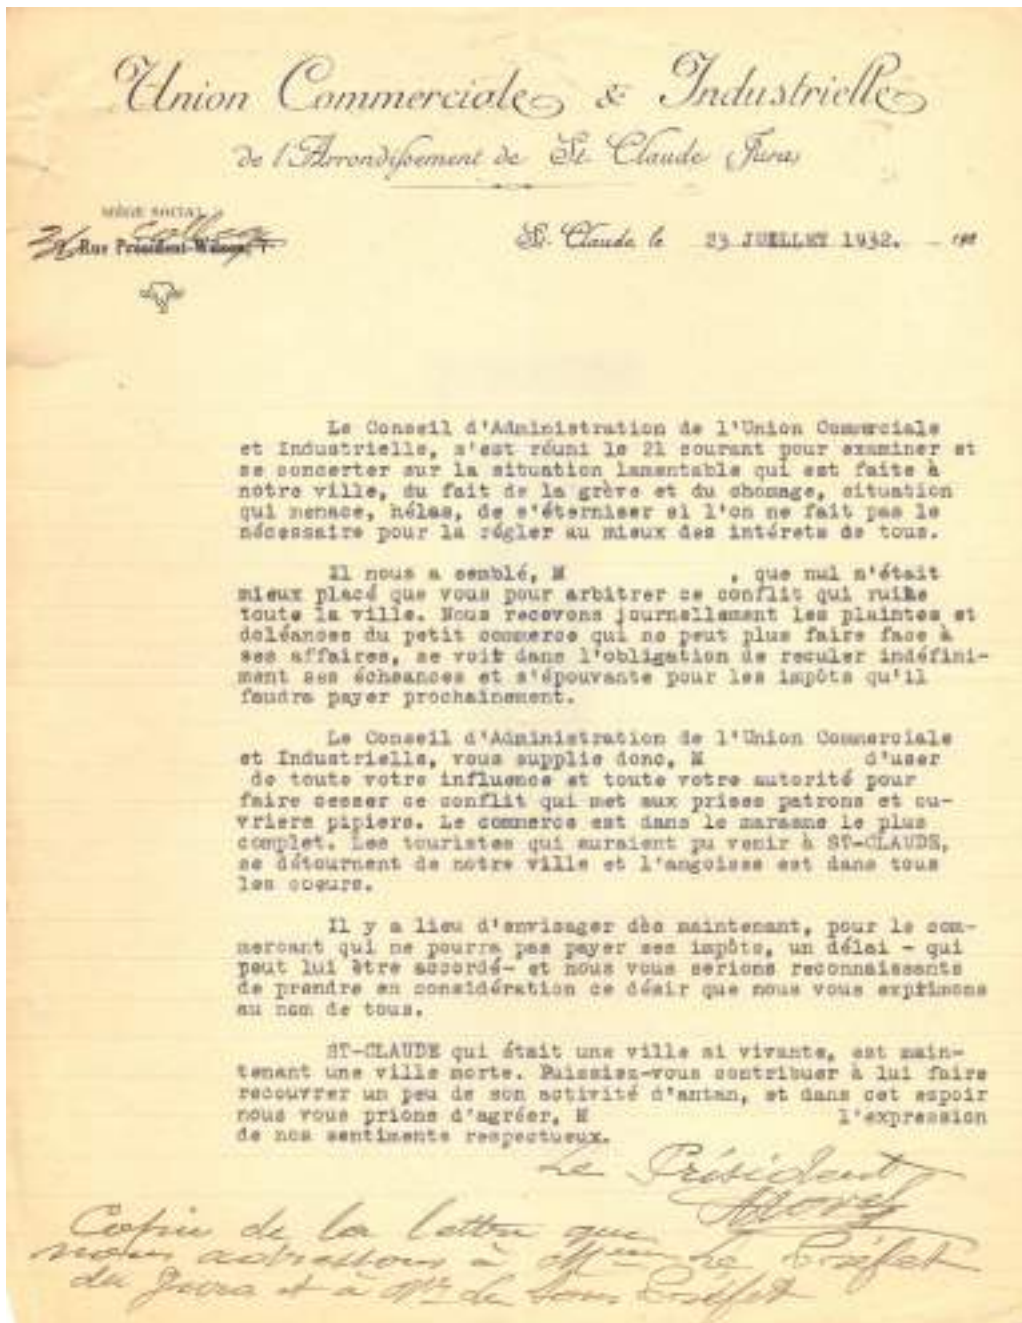 Union Commerciale & Industrielle
de l'Arrondissement de St. Claude (Jura)
SIÈGE SOCIAL
Rue Président-Wilson, 7
St. Claude le 23 JUILLET 1932. 192
Le Conseil d'Administration de l'Union Commerciale
et Industrielle, s'est réuni le 21 courant pour examiner et
se concerter sur la situation lamentable qui est faite à
notre ville, du fait de la grève et du chomage, situation
qui menace, hélas, de s'éterniser si l'on ne fait pas le
nécessaire pour la régler au mieux des intérets de tous.
Il nous a semblé, M , que nul n'était
mieux placé que vous pour arbitrer ce conflit qui ruine
toute la ville. Nous recevons journellement les plaintes et
doléances du petit commerce qui ne peut plus faire face à
ses affaires, se voit dans l'obligation de reculer indéfini-
ment ses écheances et s'épouvante pour les impôts qu'il
faudra payer prochainement.
Le Conseil d'Administration de l'Union Commerciale
et Industrielle, vous supplie donc, M d'user
de toute votre influence et toute votre autorité pour
faire cesser ce conflit qui met aux prises patrons et ou-
vriers pipiers. Le commerce est dans le marasme le plus
complet. Les touristes qui auraient pu venir à ST-CLAUDE,
se détournent de notre ville et l'angoisse est dans tous
les coeurs.
Il y a lieu d'envisager dès maintenant, pour le com-
mercant qui ne pourra pas payer ses impôts, un délai - qui
peut lui être accordé- et nous vous serions reconnaissants
de prendre en considération ce désir que nous vous exprimons
au nom de tous.
ST-CLAUDE qui était une ville si vivante, est main-
tenant une ville morte. Puissiez-vous contribuer à lui faire
recouvrer un peu de son activité d'antan, et dans cet espoir
nous vous prions d'agréer, M l'expression
de nos sentiments respectueux.
Le Président
Copie de la lettre que
nous adressons à le Préfet
du Jura et à Mr le Sous Préfet